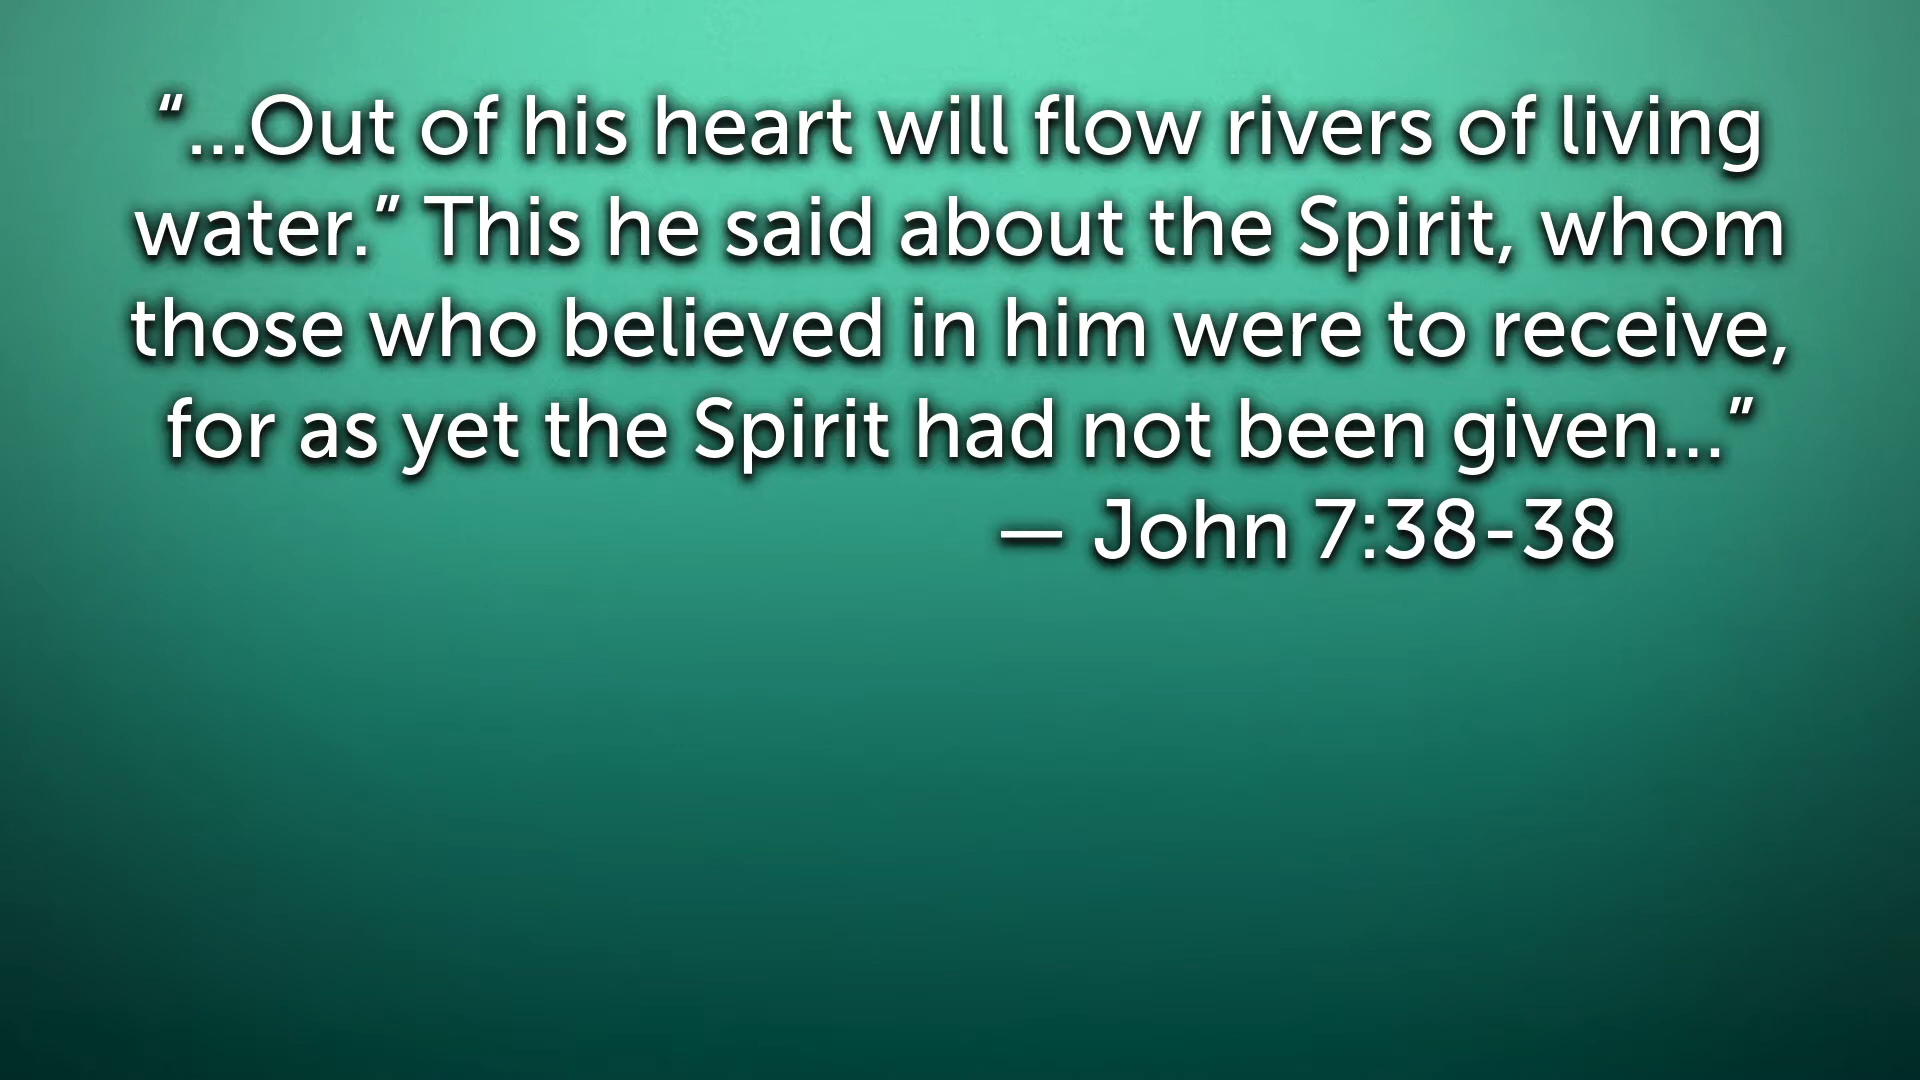 “...Out of his heart will flow rivers of living
water.” This he said about the Spirit, whom
those who believed in him were to receive,
for as yet the Spirit had not been given...”
— John 7:38-38